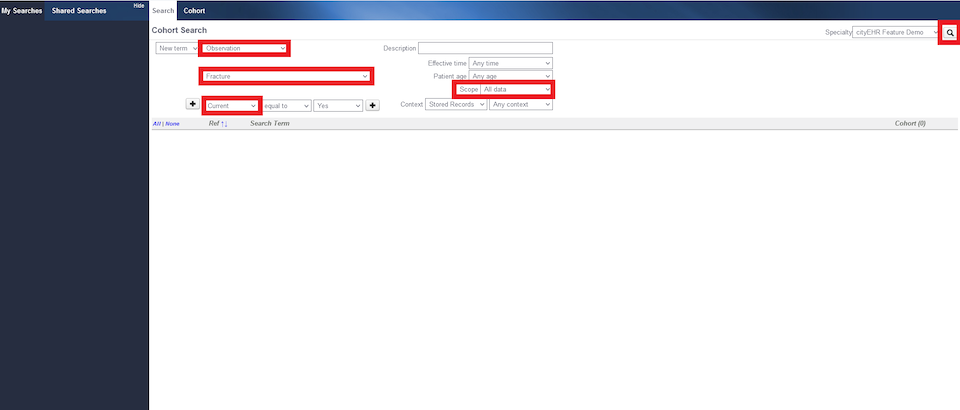 My Searches Shared Searches Hide Search Cohort
Cohort Search
Specialty cityEHR Feature Demo
New term Observation Description
Effective time Any time
Fracture Patient age Any age
Scope All data
Current equal to Yes Context Stored Records Any context
All | None Ref ↑↓ Search Term Cohort (0)